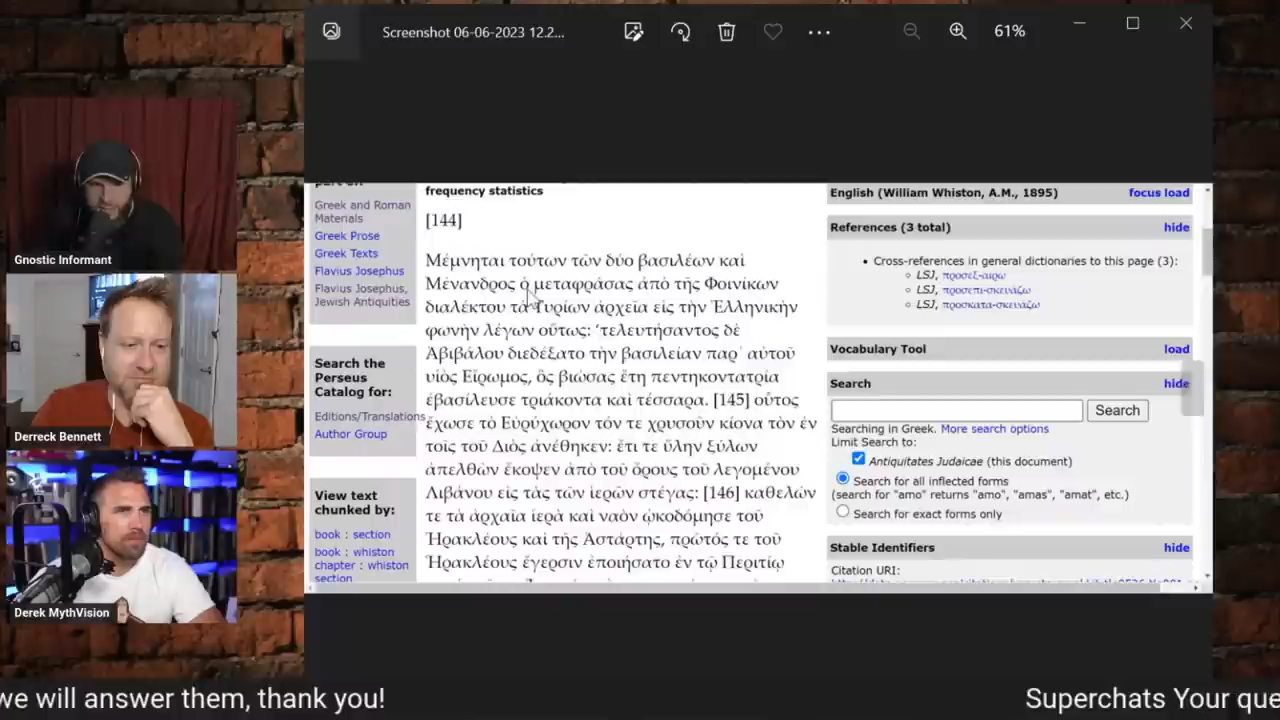 Screenshot 06-06-2023 12.2...
61%
frequency statistics
Greek and Roman
Materials
Greek Prose
Greek Texts
Flavius Josephus
Flavius Josephus,
Jewish Antiquities
Search the
Perseus
Catalog for:
Editions/Translations
Author Group
View text
chunked by:
book : section
book : whiston
chapter : whiston
section
[144]
Μέμνηται τούτων τῶν δύο βασιλέων καὶ
Μένανδρος ὁ μεταφράσας ἀπὸ τῆς Φοινίκων
διαλέκτου τὰ Τυρίων ἀρχεῖα εἰς τὴν Ἑλληνικὴν
φωνὴν λέγων οὕτως: ‘τελευτήσαντος δὲ
Ἀβιβάλου διεδέξατο τὴν βασιλείαν παρ᾽ αὐτοῦ
υἱὸς Εἴρωμος, ὃς βιώσας ἔτη πεντηκοντατρία
ἐβασίλευσε τριάκοντα καὶ τέσσαρα. [145] οὗτος
ἔχωσε τὸ Εὐρύχωρον τόν τε χρυσοῦν κίονα τὸν ἐν
τοῖς τοῦ Διὸς ἀνέθηκεν: ἔτι τε ὕλην ξύλων
ἀπελθὼν ἔκοψεν ἀπὸ τοῦ ὄρους τοῦ λεγομένου
Λιβάνου εἰς τὰς τῶν ἱερῶν στέγας: [146] καθελών
τε τὰ ἀρχαῖα ἱερὰ καὶ ναὸν ᾠκοδόμησε τοῦ
Ἡρακλέους καὶ τῆς Ἀστάρτης, πρῶτός τε τοῦ
Ἡρακλέους ἔγερσιν ἐποιήσατο ἐν τῷ Περιτίῳ
English (William Whiston, A.M., 1895) focus load
References (3 total) hide
Cross-references in general dictionaries to this page (3):
LSJ, προσεξ-αίρω
LSJ, προσεπι-σκευάζω
LSJ, προσκατα-σκευάζω
Vocabulary Tool load
Search hide
Search
Searching in Greek. More search options
Limit Search to:
Antiquitates Judaicae (this document)
Search for all inflected forms
(search for "amo" returns "amo", "amas", "amat", etc.)
Search for exact forms only
Stable Identifiers hide
Citation URI:
Gnostic Informant
Derreck Bennett
Derek MythVision
we will answer them, thank you! Superchats Your que